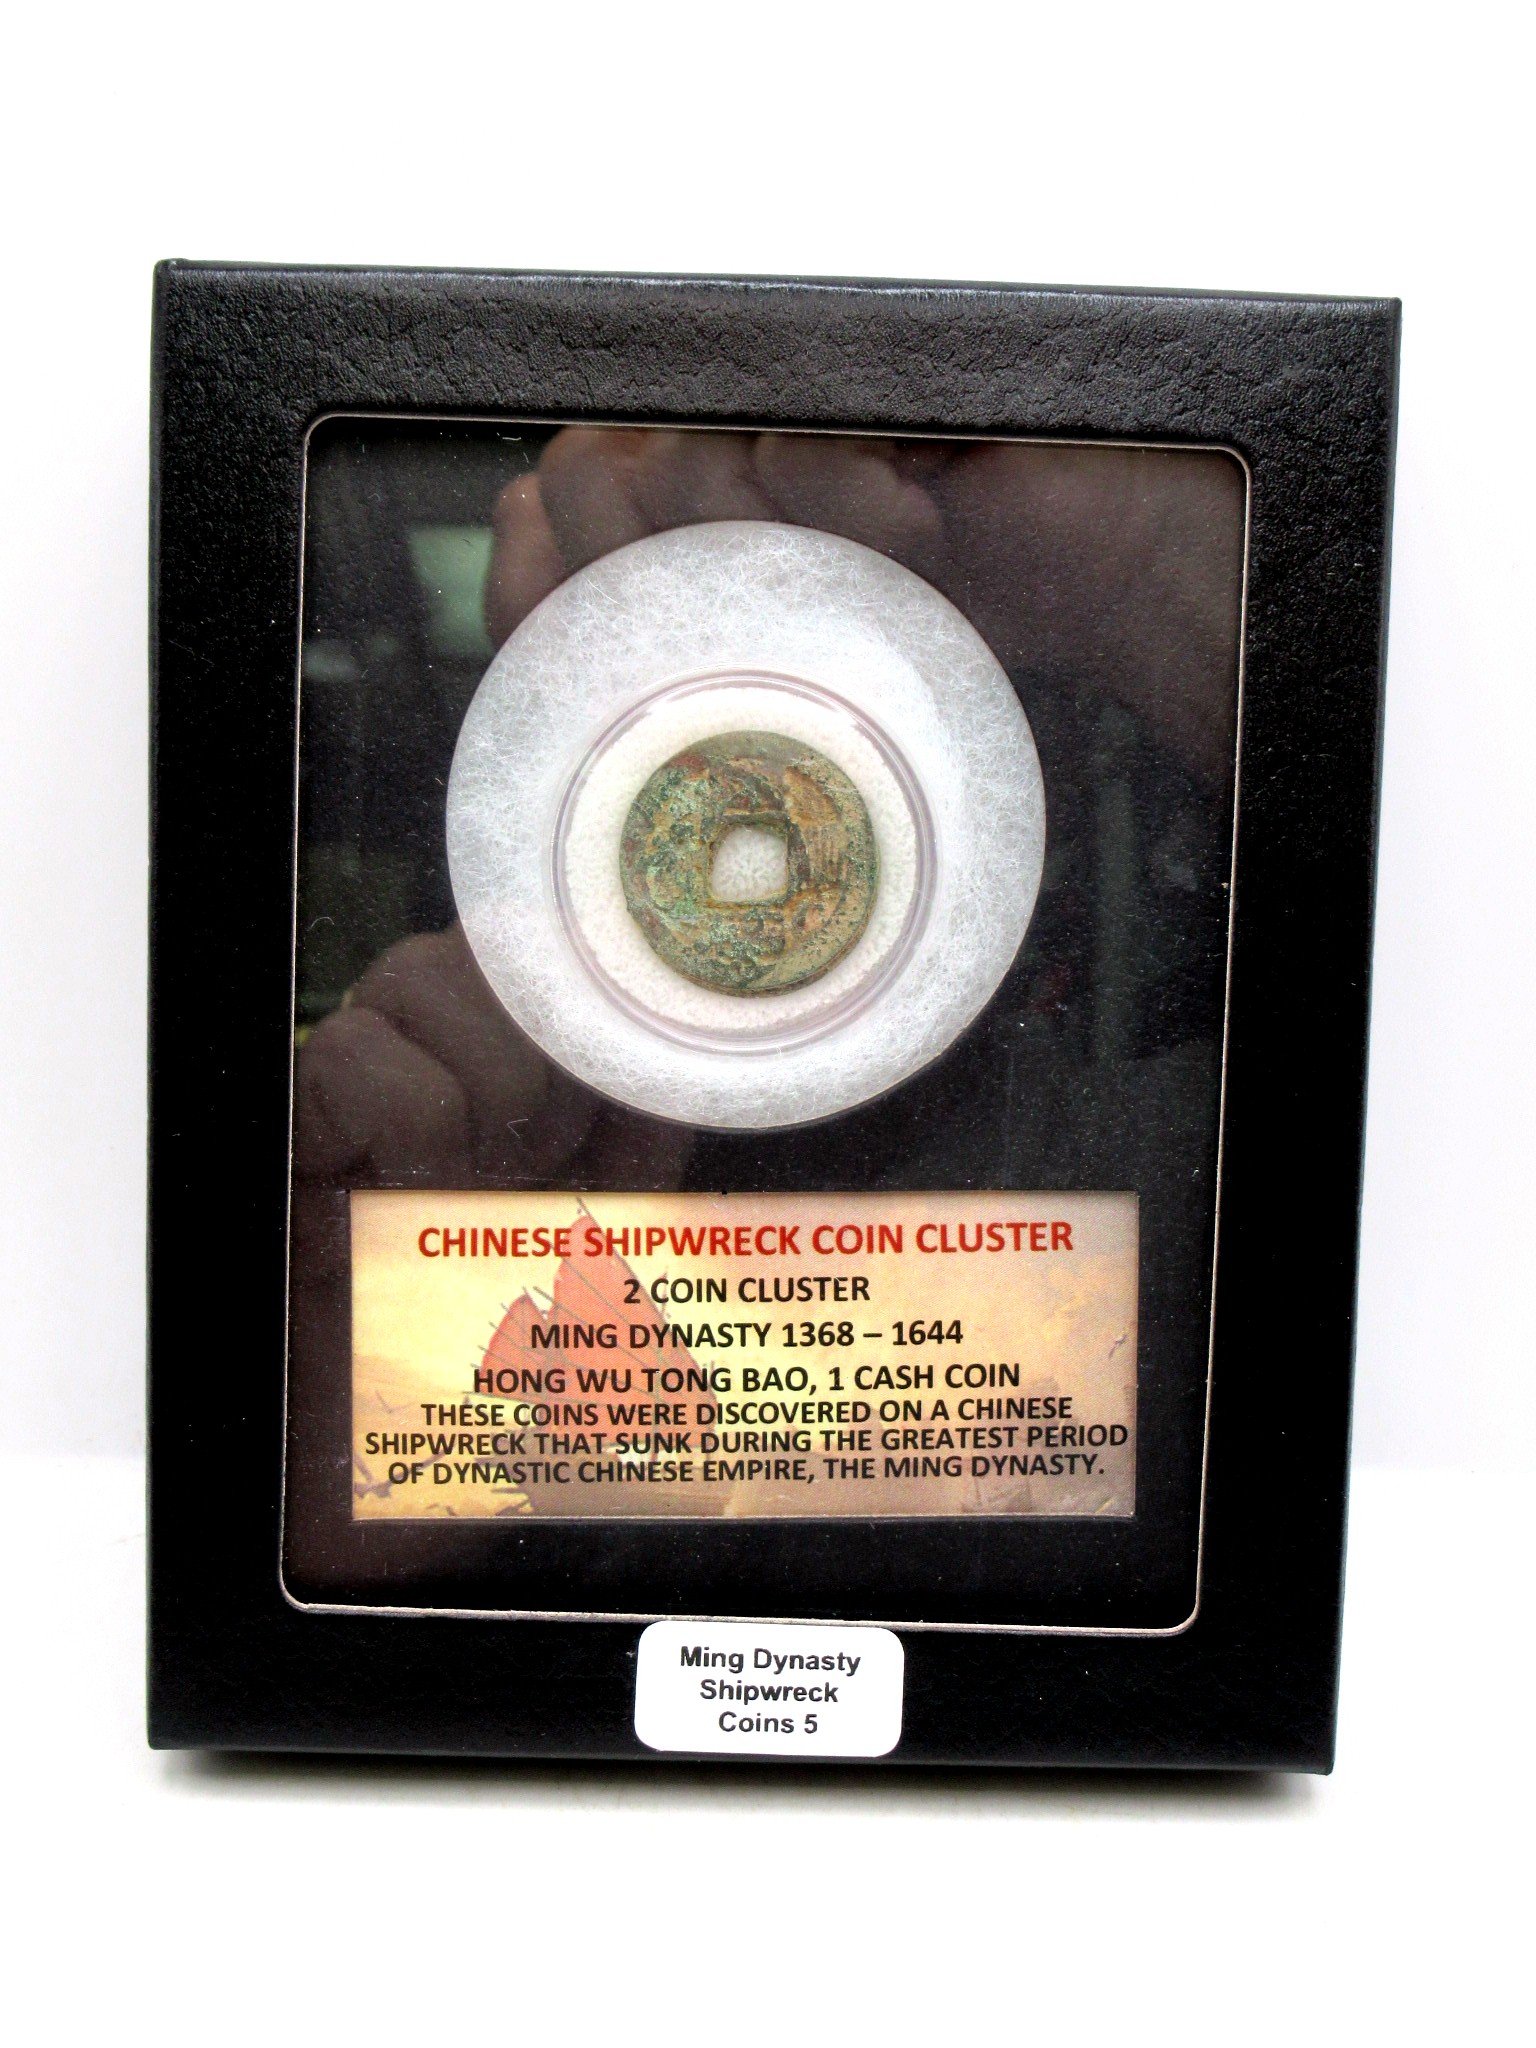 CHINESE SHIPWRECK COIN CLUSTER
2 COIN CLUSTER
MING DYNASTY 1368 – 1644
HONG WU TONG BAO, 1 CASH COIN
THESE COINS WERE DISCOVERED ON A CHINESE
SHIPWRECK THAT SUNK DURING THE GREATEST PERIOD
OF DYNASTIC CHINESE EMPIRE, THE MING DYNASTY.
Ming Dynasty
Shipwreck
Coins 5